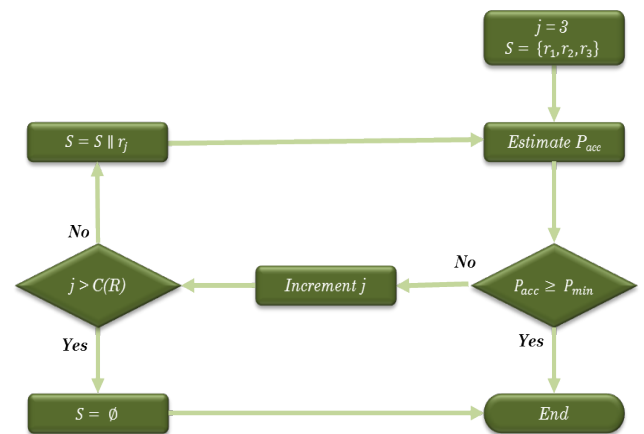 j = 3
S = {r₁,r₂,r₃}
S = S ∥ rⱼ
Estimate Pₐcc
No
No
j > C(R)
Increment j
Pₐcc ≥ Pₘᵢₙ
Yes
Yes
S = ∅
End